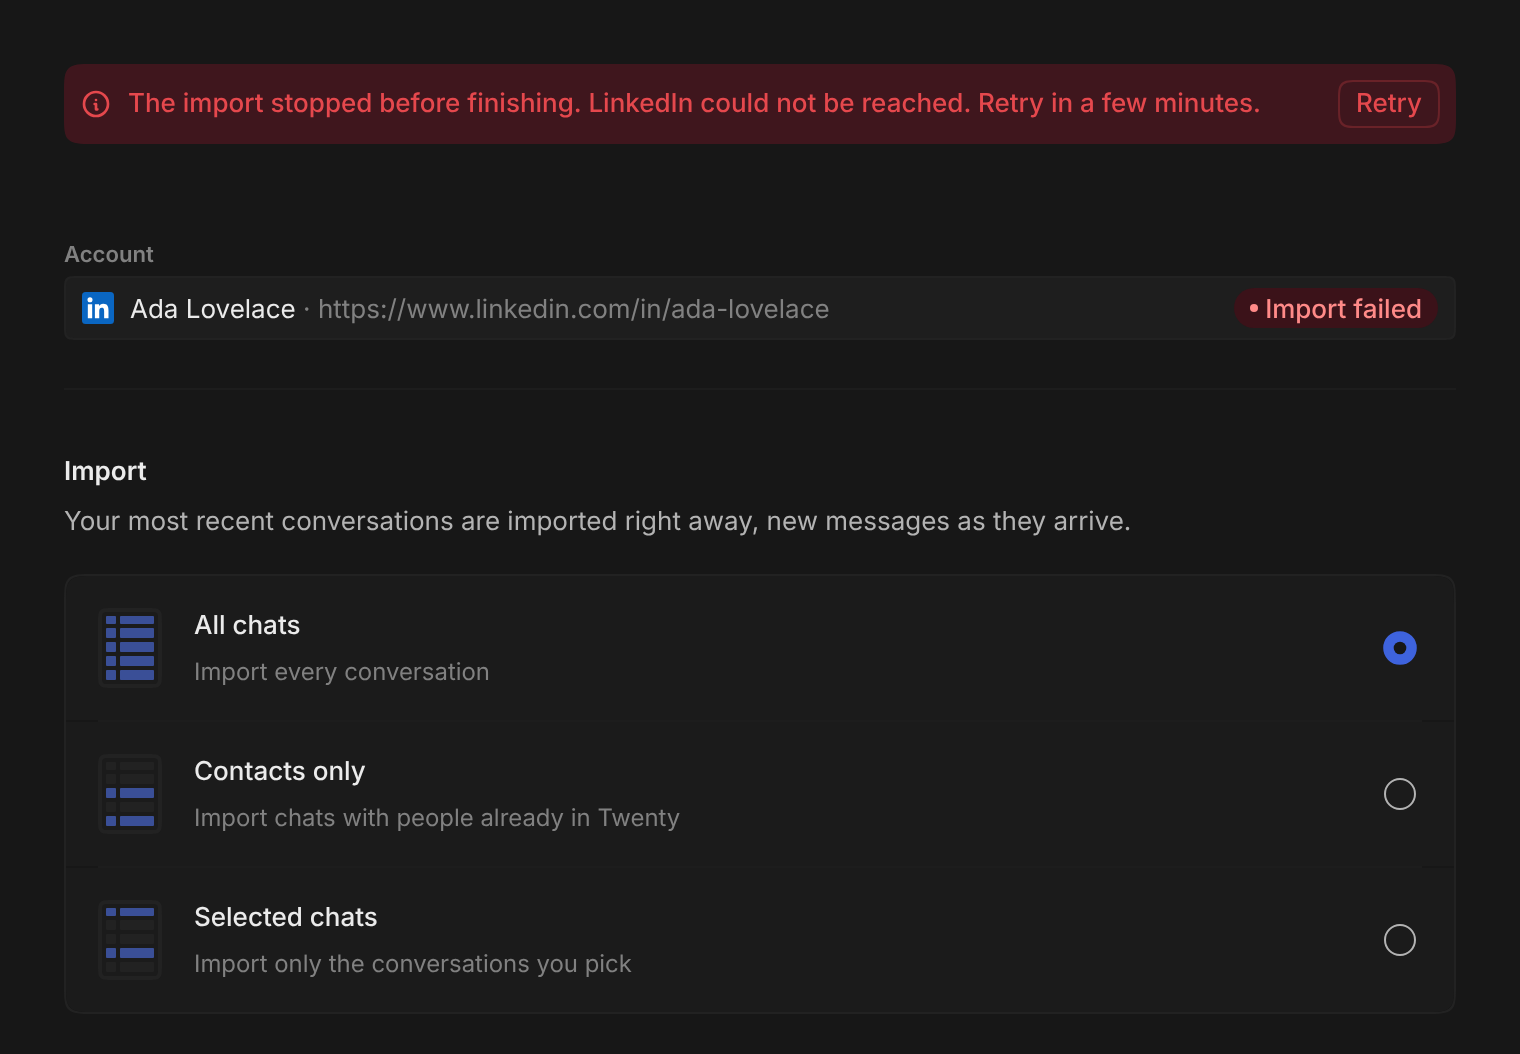 The import stopped before finishing. LinkedIn could not be reached. Retry in a few minutes.
Retry
Account
in Ada Lovelace · https://www.linkedin.com/in/ada-lovelace
• Import failed
Import
Your most recent conversations are imported right away, new messages as they arrive.
All chats
Import every conversation
Contacts only
Import chats with people already in Twenty
Selected chats
Import only the conversations you pick